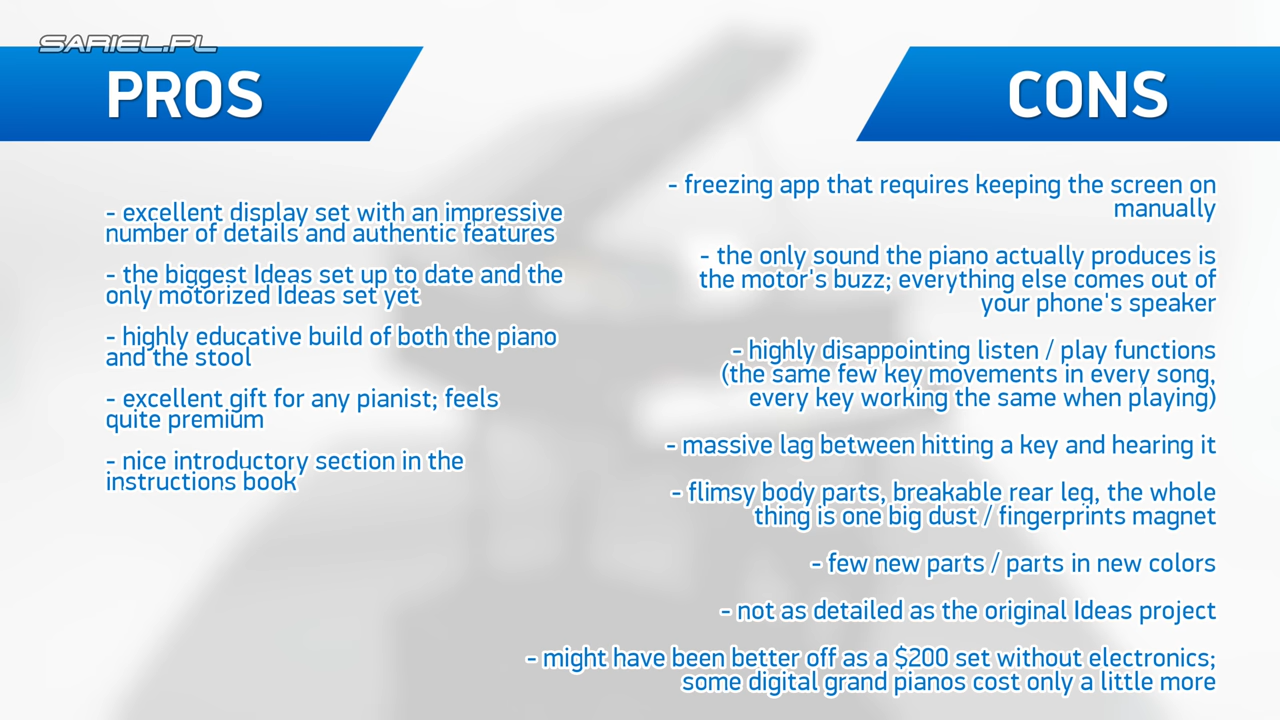 SARIEL.PL
PROS
- excellent display set with an impressive
number of details and authentic features
- the biggest Ideas set up to date and the
only motorized Ideas set yet
- highly educative build of both the piano
and the stool
- excellent gift for any pianist; feels
quite premium
- nice introductory section in the
instructions book
CONS
- freezing app that requires keeping the screen on
manually
- the only sound the piano actually produces is
the motor's buzz; everything else comes out of
your phone's speaker
- highly disappointing listen / play functions
(the same few key movements in every song,
every key working the same when playing)
- massive lag between hitting a key and hearing it
- flimsy body parts, breakable rear leg, the whole
thing is one big dust / fingerprints magnet
- few new parts / parts in new colors
- not as detailed as the original Ideas project
- might have been better off as a $200 set without electronics;
some digital grand pianos cost only a little more